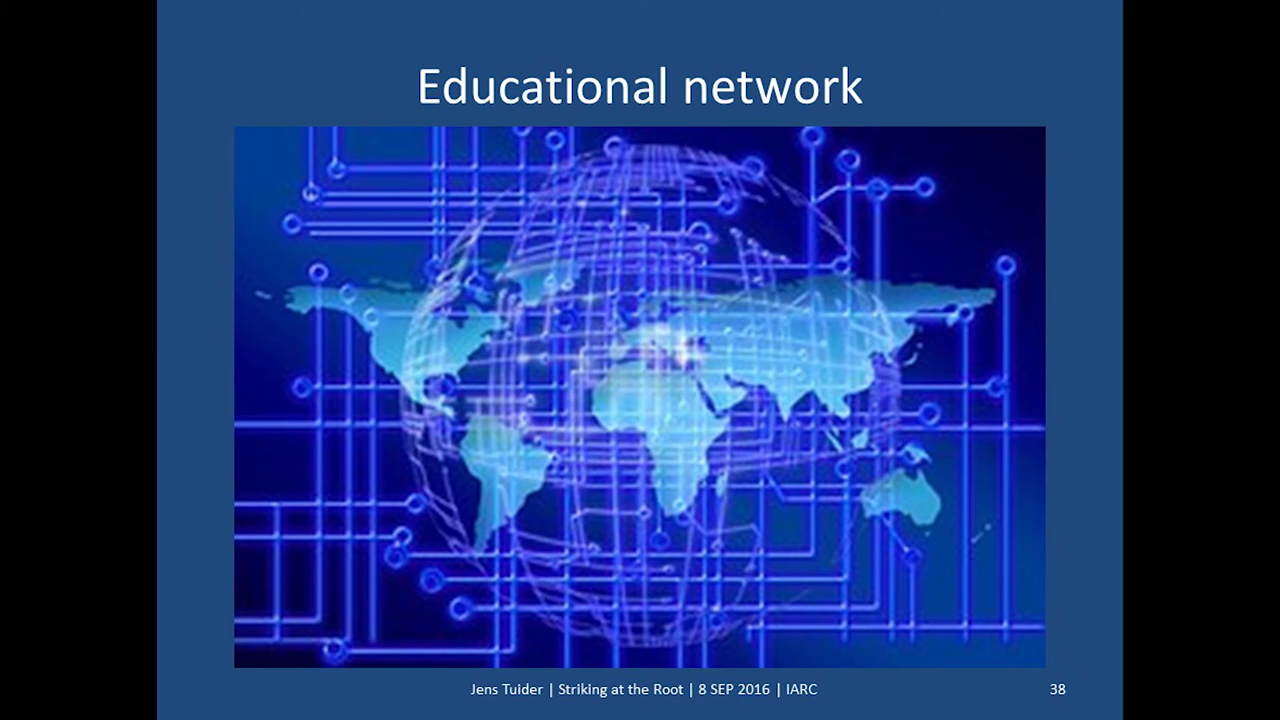 Educational network
Jens Tuider | Striking at the Root | 8 SEP 2016 | IARC
38